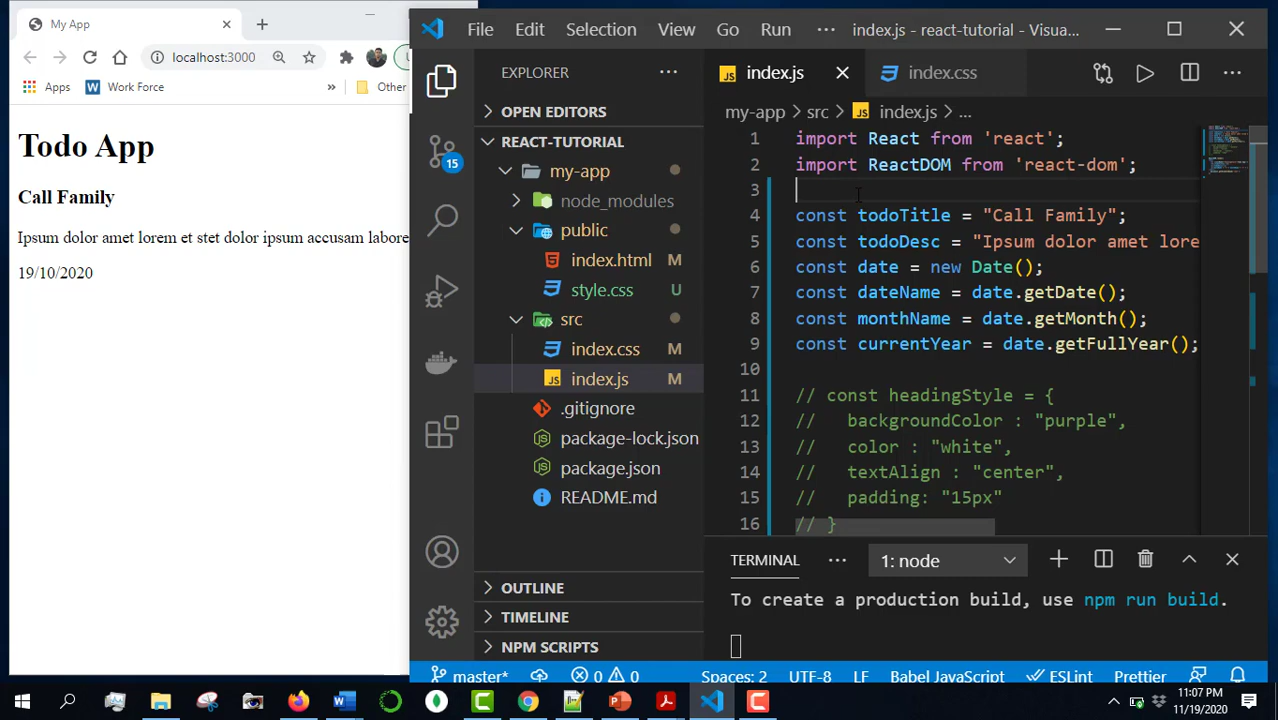 My App
localhost:3000
Apps
Work Force
»
Other
Todo App
Call Family
Ipsum dolor amet lorem et stet dolor ipsum accusam labore
19/10/2020
File Edit Selection View Go Run ··· index.js - react-tutorial - Visua...
EXPLORER
OPEN EDITORS
REACT-TUTORIAL
my-app
node_modules
public
index.html M
style.css U
src
index.css M
index.js M
.gitignore
package-lock.json
package.json
README.md
OUTLINE
TIMELINE
NPM SCRIPTS
15
JS index.js
index.css
my-app > src > JS index.js > ...
1 import React from 'react';
2 import ReactDOM from 'react-dom';
3
4 const todoTitle = "Call Family";
5 const todoDesc = "Ipsum dolor amet lore
6 const date = new Date();
7 const dateName = date.getDate();
8 const monthName = date.getMonth();
9 const currentYear = date.getFullYear();
10
11 // const headingStyle = {
12 //   backgroundColor : "purple",
13 //   color : "white",
14 //   textAlign : "center",
15 //   padding: "15px"
16 // }
TERMINAL ··· 1: node
To create a production build, use npm run build.
master* 0 0 Spaces: 2 UTF-8 LF Babel JavaScript ESLint Prettier
11:07 PM
11/19/2020